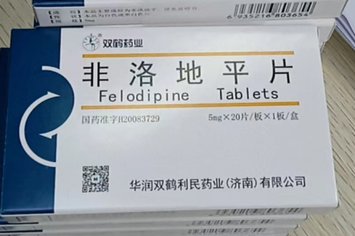 6935216803654
双鹤药业
非洛地平片
Felodipine Tablets
国药准字H20083729
5mg×20片/板×1板/盒
华润双鹤利民药业(济南)有限公司